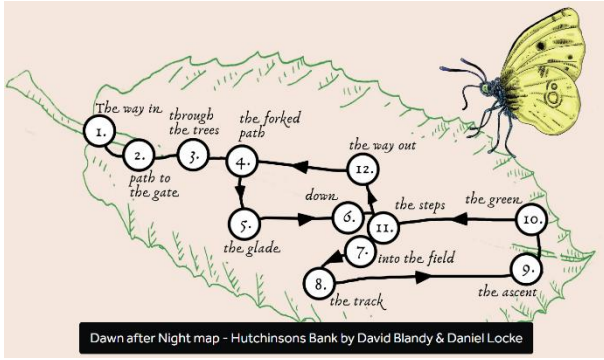 The way in
1.
2.
path to
the gate.
through
the trees
3.
the forked
path
4.
5.
the glade.
down
6.
7.
into the field
8.
the track
9.
the ascent
10.
the green
11.
the steps
12.
the way out
Dawn after Night map - Hutchinsons Bank by David Blandy & Daniel Locke